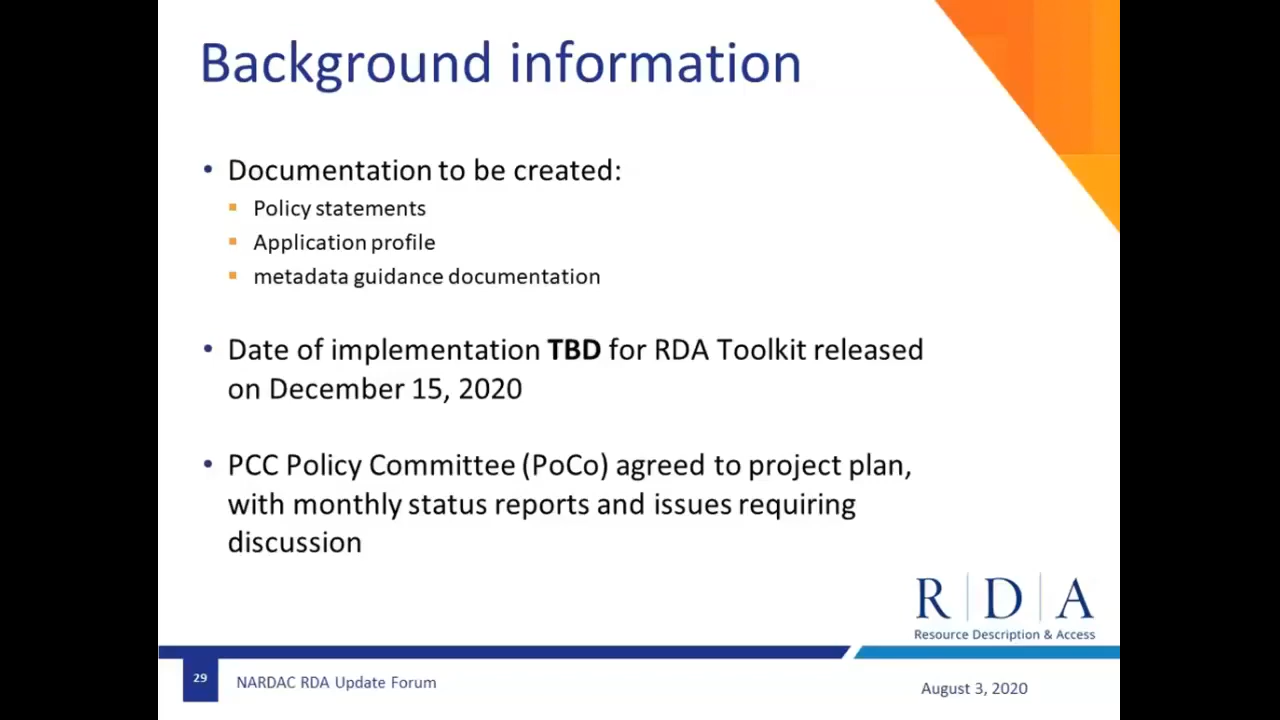 Background information
• Documentation to be created:
▪ Policy statements
▪ Application profile
▪ metadata guidance documentation
• Date of implementation TBD for RDA Toolkit released
on December 15, 2020
• PCC Policy Committee (PoCo) agreed to project plan,
with monthly status reports and issues requiring
discussion
R|D|A
Resource Description & Access
29
NARDAC RDA Update Forum
August 3, 2020